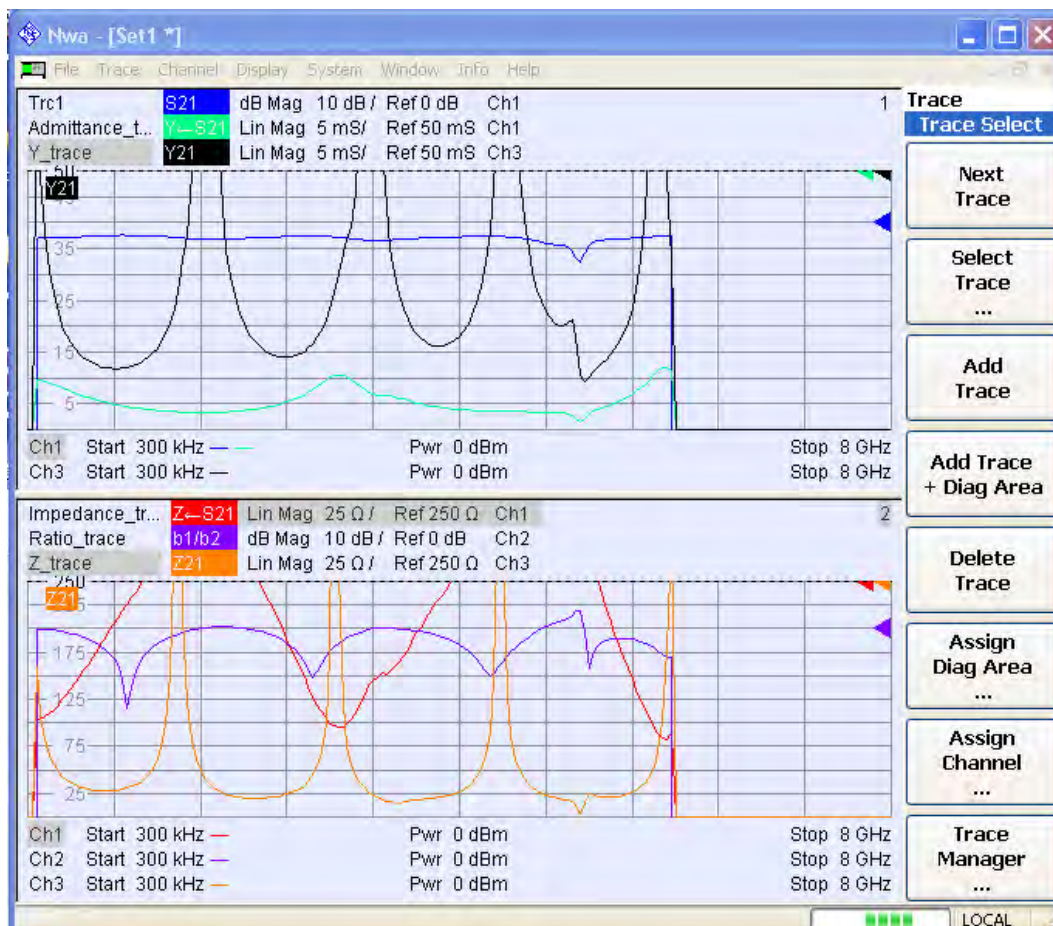 Nwa - [Set1 *]
File Trace Channel Display System Window Info Help
Trc1 S21 dB Mag 10 dB / Ref 0 dB Ch1 1
Admittance_t... Y←S21 Lin Mag 5 mS/ Ref 50 mS Ch1
Y_trace Y21 Lin Mag 5 mS/ Ref 50 mS Ch3
50
Y21
45
35
25
15
5
Ch1 Start 300 kHz Pwr 0 dBm Stop 8 GHz
Ch3 Start 300 kHz Pwr 0 dBm Stop 8 GHz
Impedance_tr... Z←S21 Lin Mag 25 Ω / Ref 250 Ω Ch1 2
Ratio_trace b1/b2 dB Mag 10 dB / Ref 0 dB Ch2
Z_trace Z21 Lin Mag 25 Ω / Ref 250 Ω Ch3
250
Z21
175
125
75
25
Ch1 Start 300 kHz Pwr 0 dBm Stop 8 GHz
Ch2 Start 300 kHz Pwr 0 dBm Stop 8 GHz
Ch3 Start 300 kHz Pwr 0 dBm Stop 8 GHz
Trace
Trace Select
Next
Trace
Select
Trace
...
Add
Trace
Add Trace
+ Diag Area
Delete
Trace
Assign
Diag Area
...
Assign
Channel
...
Trace
Manager
...
LOCAL